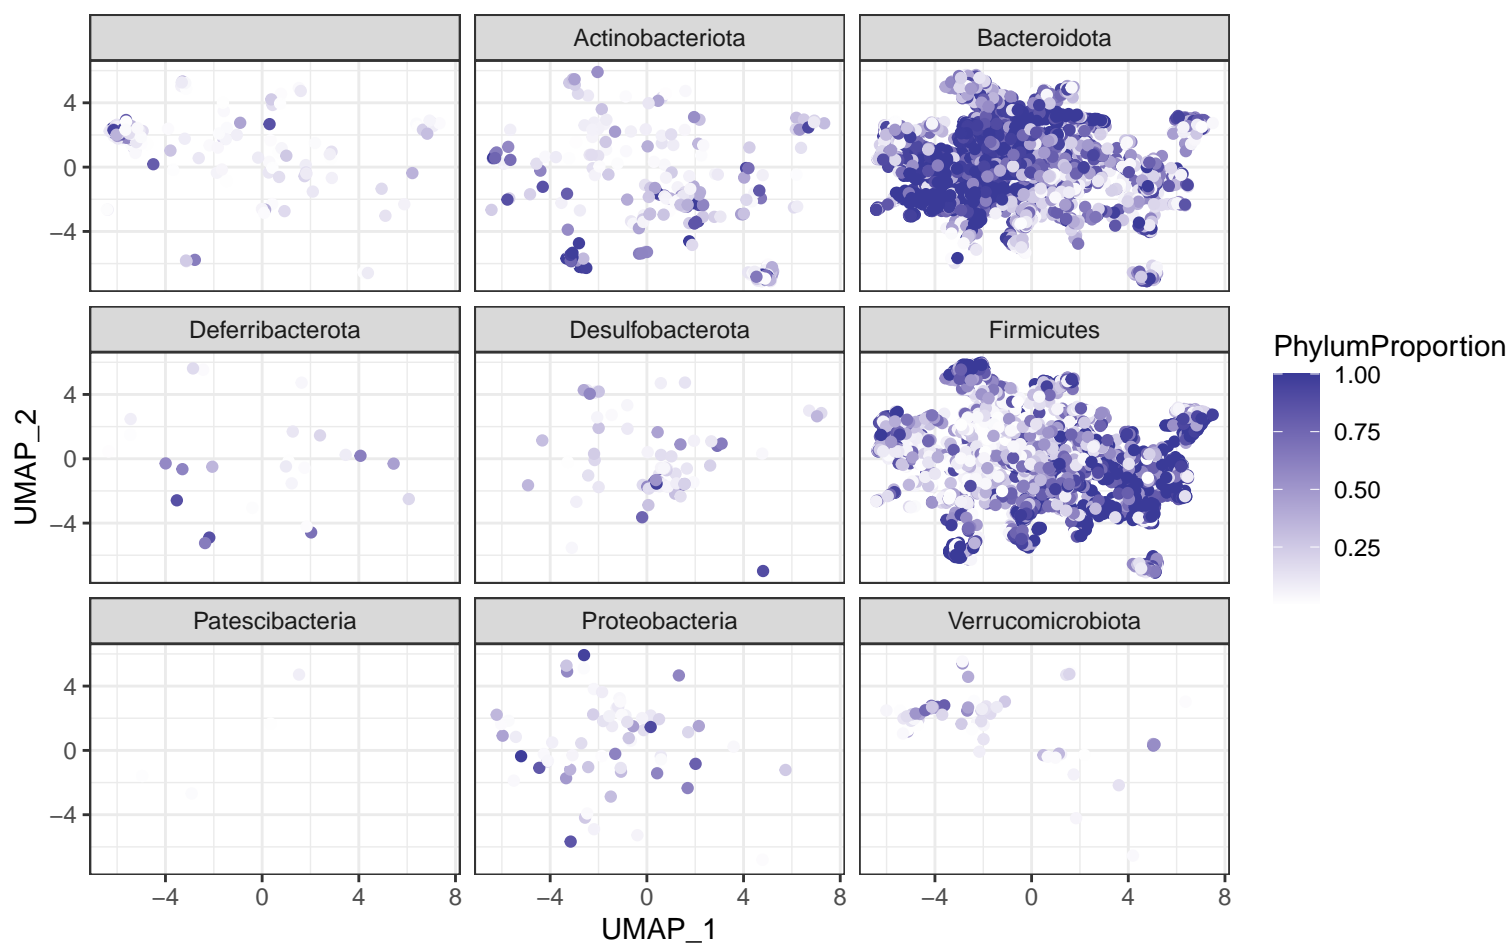 Actinobacteriota
Bacteroidota
4
0
−4
Deferribacterota
Desulfobacterota
Firmicutes
4
0
−4
Patescibacteria
Proteobacteria
Verrucomicrobiota
4
0
−4
−4 0 4 8
−4 0 4 8
−4 0 4 8
UMAP_1
UMAP_2
PhylumProportion
1.00
0.75
0.50
0.25